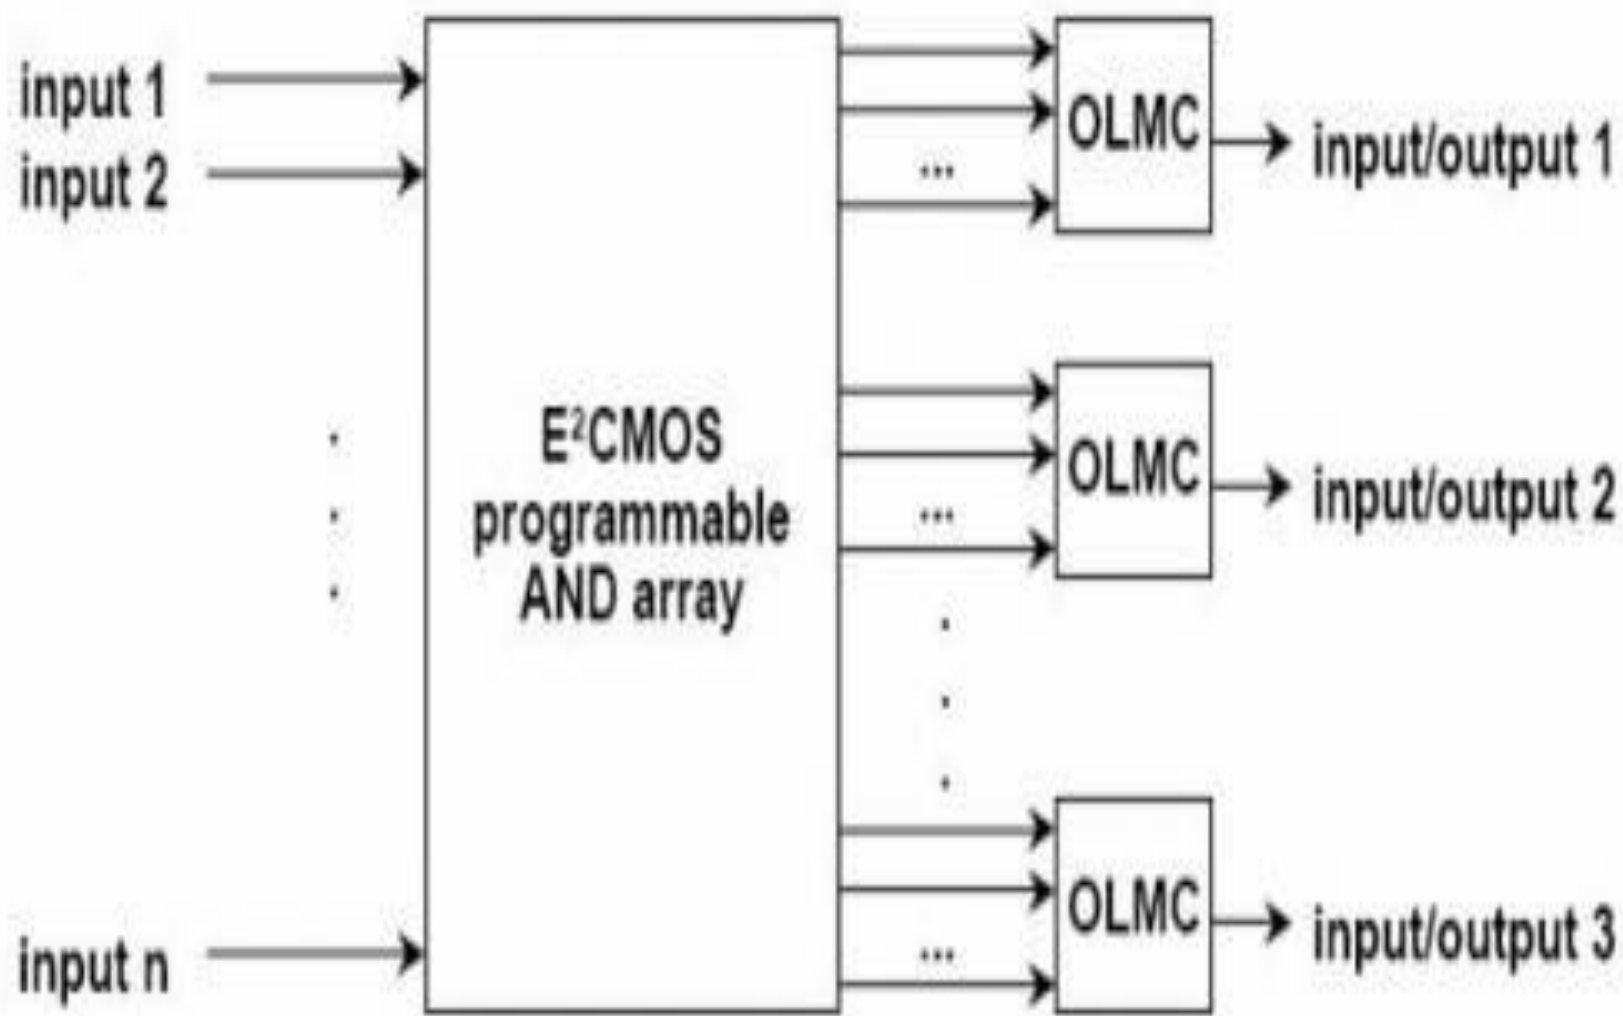 input 1
input 2
input n
E²CMOS
programmable
AND array
...
...
...
OLMC
OLMC
OLMC
input/output 1
input/output 2
input/output 3